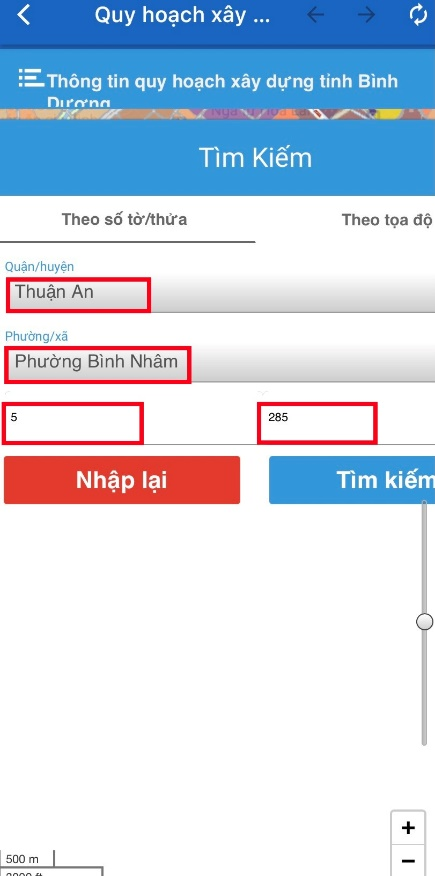 Quy hoạch xây ...
Thông tin quy hoạch xây dựng tỉnh Bình
Dương
Tìm Kiếm
Theo số tờ/thửa
Theo tọa độ
Quận/huyện
Thuận An
Phường/xã
Phường Bình Nhâm
5
285
Nhập lại
Tìm kiếm
+
−
500 m